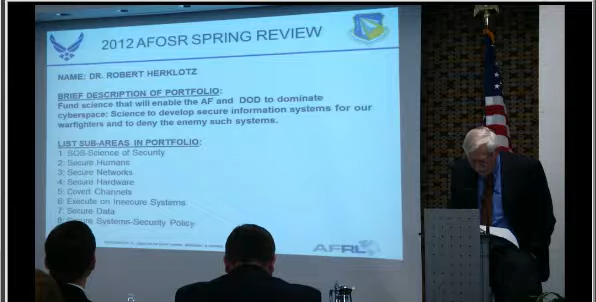 2012 AFOSR SPRING REVIEW
NAME: DR. ROBERT HERKLOTZ
BRIEF DESCRIPTION OF PORTFOLIO:
Fund science that will enable the AF and DOD to dominate
cyberspace: Science to develop secure information systems for our
warfighters and to deny the enemy such systems.
LIST SUB-AREAS IN PORTFOLIO:
1: SOS-Science of Security
2: Secure Humans
3: Secure Networks
4: Secure Hardware
5: Covert Channels
6: Execute on Insecure Systems
7: Secure Data
8: Secure Systems-Security Policy
AFRL